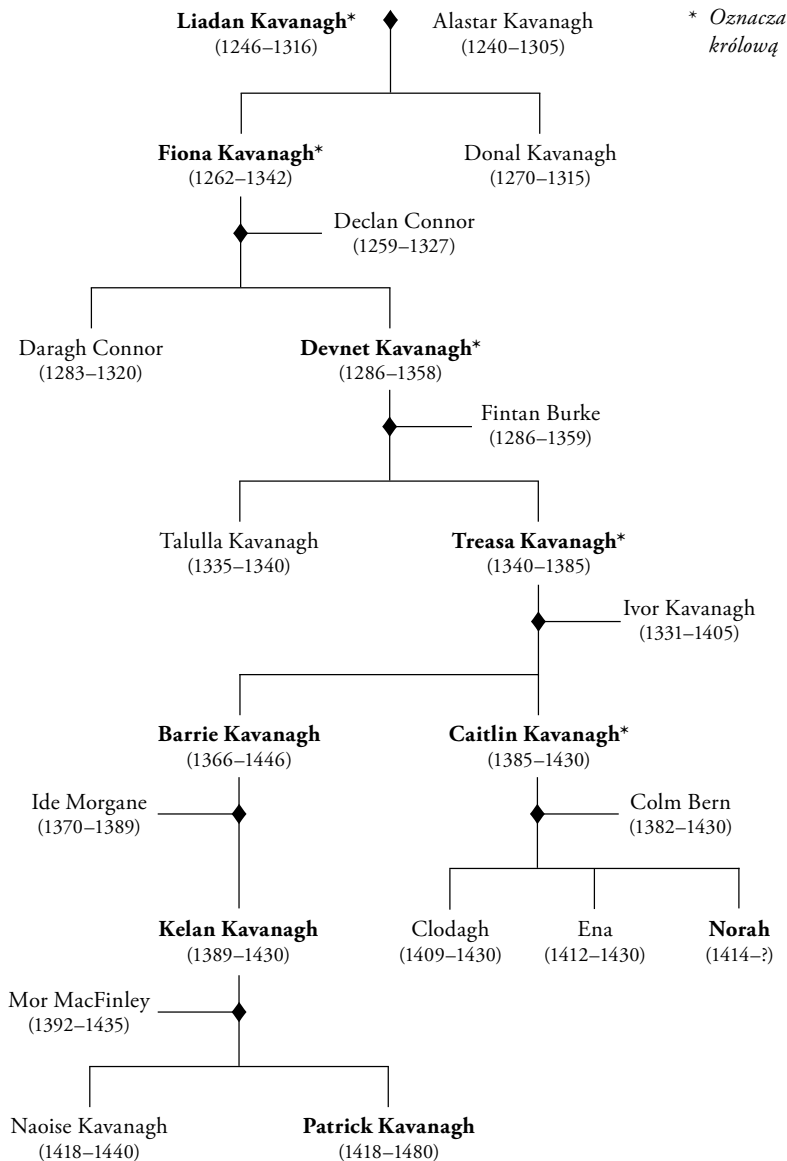 Liadan Kavanagh* Alastar Kavanagh * Oznacza
(1246–1316) (1240–1305) królową
Fiona Kavanagh* Donal Kavanagh
(1262–1342) (1270–1315)
Declan Connor
(1259–1327)
Daragh Connor Devnet Kavanagh*
(1283–1320) (1286–1358)
Fintan Burke
(1286–1359)
Talulla Kavanagh Treasa Kavanagh*
(1335–1340) (1340–1385)
Ivor Kavanagh
(1331–1405)
Barrie Kavanagh Caitlin Kavanagh*
(1366–1446) (1385–1430)
Ide Morgane Colm Bern
(1370–1389) (1382–1430)
Kelan Kavanagh Clodagh Ena Norah
(1389–1430) (1409–1430) (1412–1430) (1414–?)
Mor MacFinley
(1392–1435)
Naoise Kavanagh Patrick Kavanagh
(1418–1440) (1418–1480)